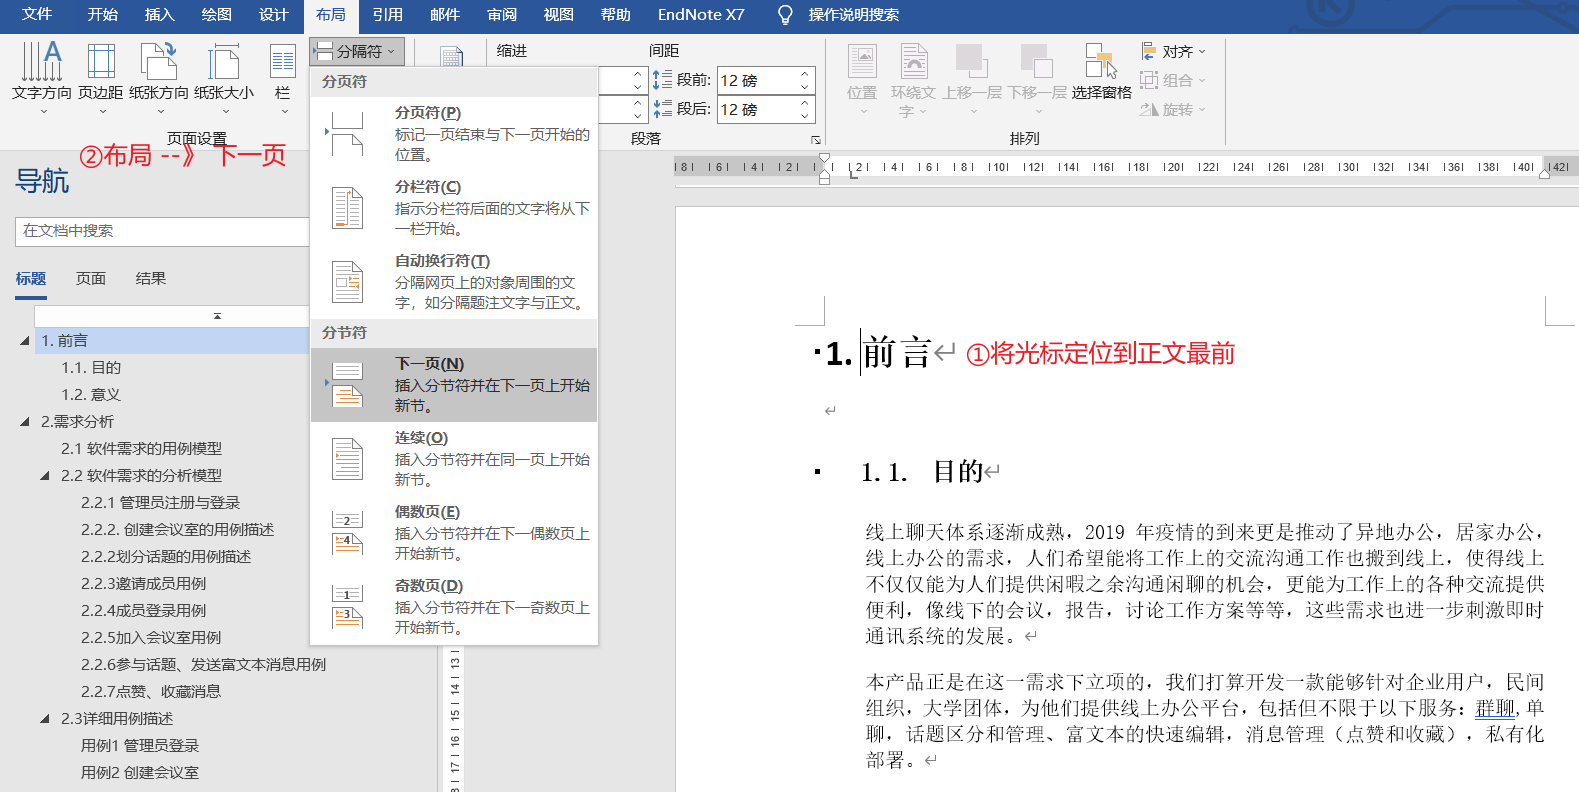 文件 开始 插入 绘图 设计 布局 引用 邮件 审阅 视图 帮助 EndNote X7 操作说明搜索
文字方向 页边距 纸张方向 纸张大小 栏 分隔符 缩进 间距
段前: 12 磅
段后: 12 磅
位置 环绕文字 上移一层 下移一层 选择窗格 对齐
组合
旋转
页面设置 段落 排列
②布局 --》 下一页
导航
在文档中搜索
标题 页面 结果
1. 前言
1.1. 目的
1.2. 意义
2.需求分析
2.1 软件需求的用例模型
2.2 软件需求的分析模型
2.2.1 管理员注册与登录
2.2.2. 创建会议室的用例描述
2.2.2划分话题的用例描述
2.2.3邀请成员用例
2.2.4成员登录用例
2.2.5加入会议室用例
2.2.6参与话题、发送富文本消息用例
2.2.7点赞、收藏消息
2.3详细用例描述
用例1 管理员登录
用例2 创建会议室
分页符
分页符(P)
标记一页结束与下一页开始的
位置。
分栏符(C)
指示分栏符后面的文字将从下
一栏开始。
自动换行符(T)
分隔网页上的对象周围的文
字，如分隔题注文字与正文。
分节符
下一页(N)
插入分节符并在下一页上开始
新节。
连续(O)
插入分节符并在同一页上开始
新节。
偶数页(E)
插入分节符并在下一偶数页上
开始新节。
奇数页(D)
插入分节符并在下一奇数页上
开始新节。
8 6 4 2 2 4 6 8 10 12 14 16 18 20 22 24 26 28 30 32 34 36 38 40 42
13
14
15
16
17
1. 前言
①将光标定位到正文最前
1.1. 目的
线上聊天体系逐渐成熟，2019 年疫情的到来更是推动了异地办公，居家办公，
线上办公的需求，人们希望能将工作上的交流沟通工作也搬到线上，使得线上
不仅仅能为人们提供闲暇之余沟通闲聊的机会，更能为工作上的各种交流提供
便利，像线下的会议，报告，讨论工作方案等等，这些需求也进一步刺激即时
通讯系统的发展。
本产品正是在这一需求下立项的，我们打算开发一款能够针对企业用户，民间
组织，大学团体，为他们提供线上办公平台，包括但不限于以下服务：群聊,单
聊，话题区分和管理、富文本的快速编辑，消息管理（点赞和收藏），私有化
部署。